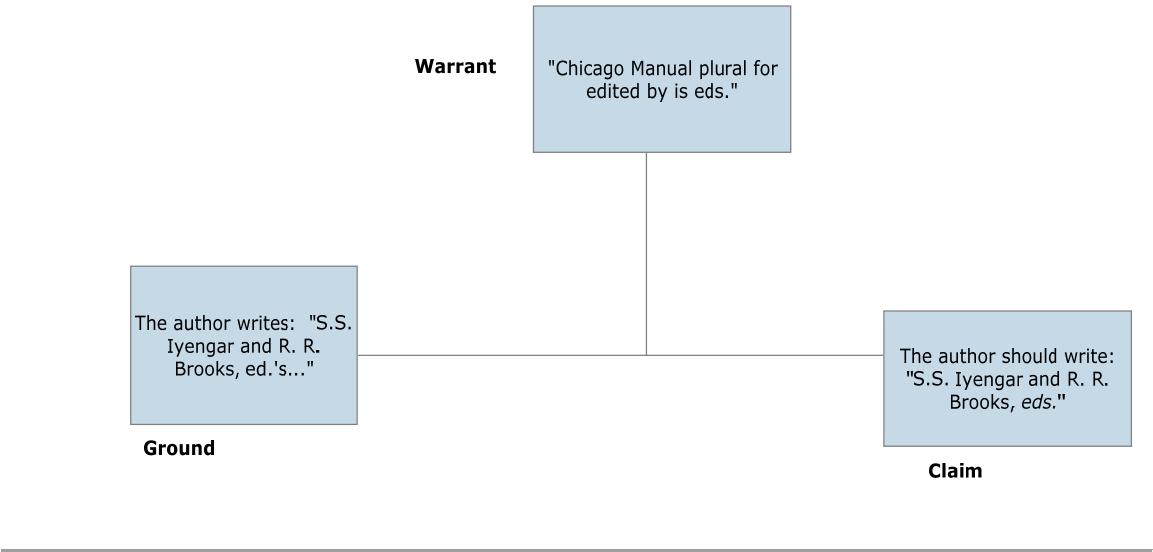 Warrant
"Chicago Manual plural for
edited by is eds."
The author writes:  "S.S.
Iyengar and R. R.
Brooks, ed.'s..."
Ground
The author should write:
"S.S. Iyengar and R. R.
Brooks, eds."
Claim